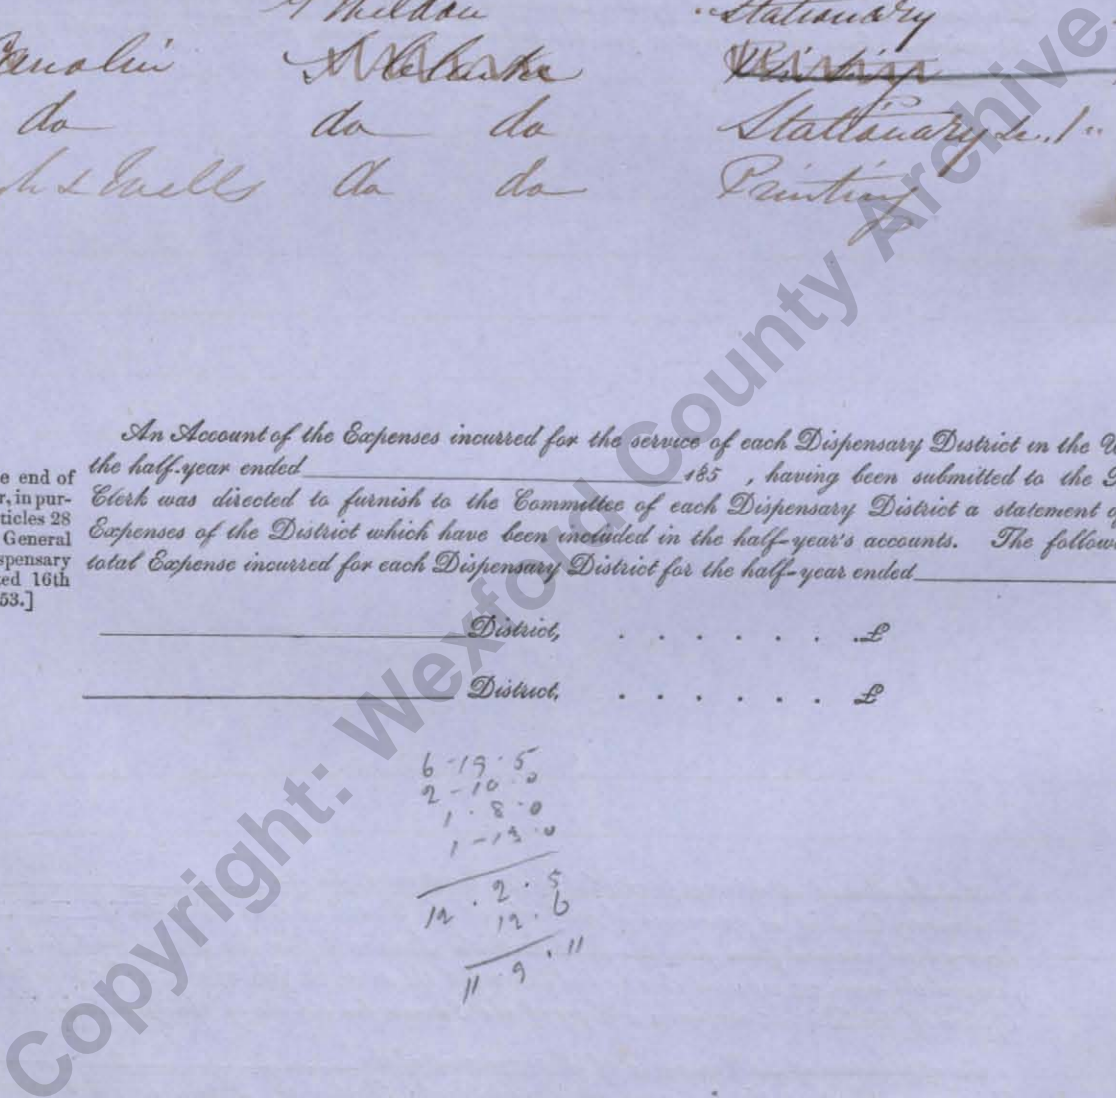 Stationary
do do do Stationary &c. 1"
& Wells do do Printing
An Account of the Expenses incurred for the service of each Dispensary District in the
the half-year ended 185 , having been submitted to the
Clerk was directed to furnish to the Committee of each Dispensary District a statement
Expenses of the District which have been included in the half-year's accounts. The follow
total Expense incurred for each Dispensary District for the half-year ended
e end of
r, in pur-
ticles 28
General
spensary
ted 16th
53.]
District, . . . . . . . £
District, . . . . . . . £
6 - 19 . 5
2 - 10 . 0
1 . 8 . 0
1 - 13 . 0
12 . 2 . 5
12 . 6
11 . 9 . 11
Copyright: Wexford County Archive